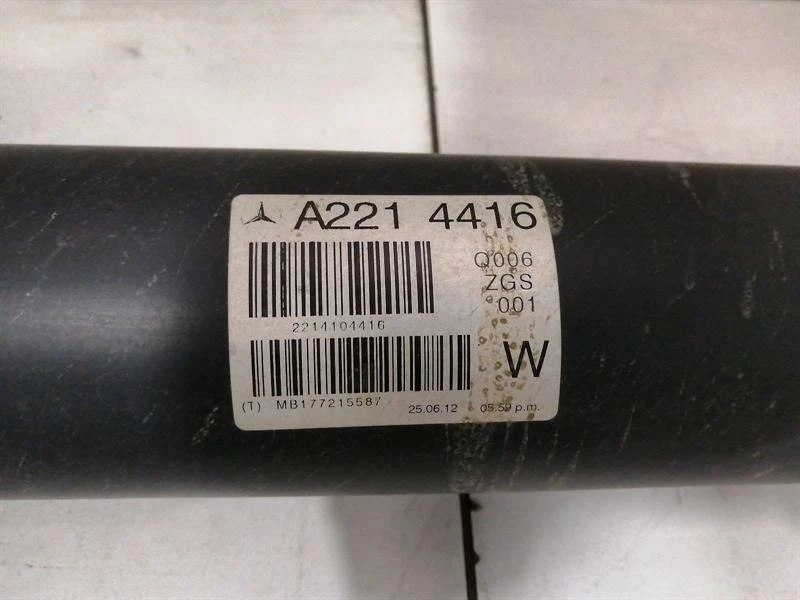 A221 4416
Q006
ZGS
001
2214104416
W
(T) MB177215587 25.06.12 05.59 p.m.